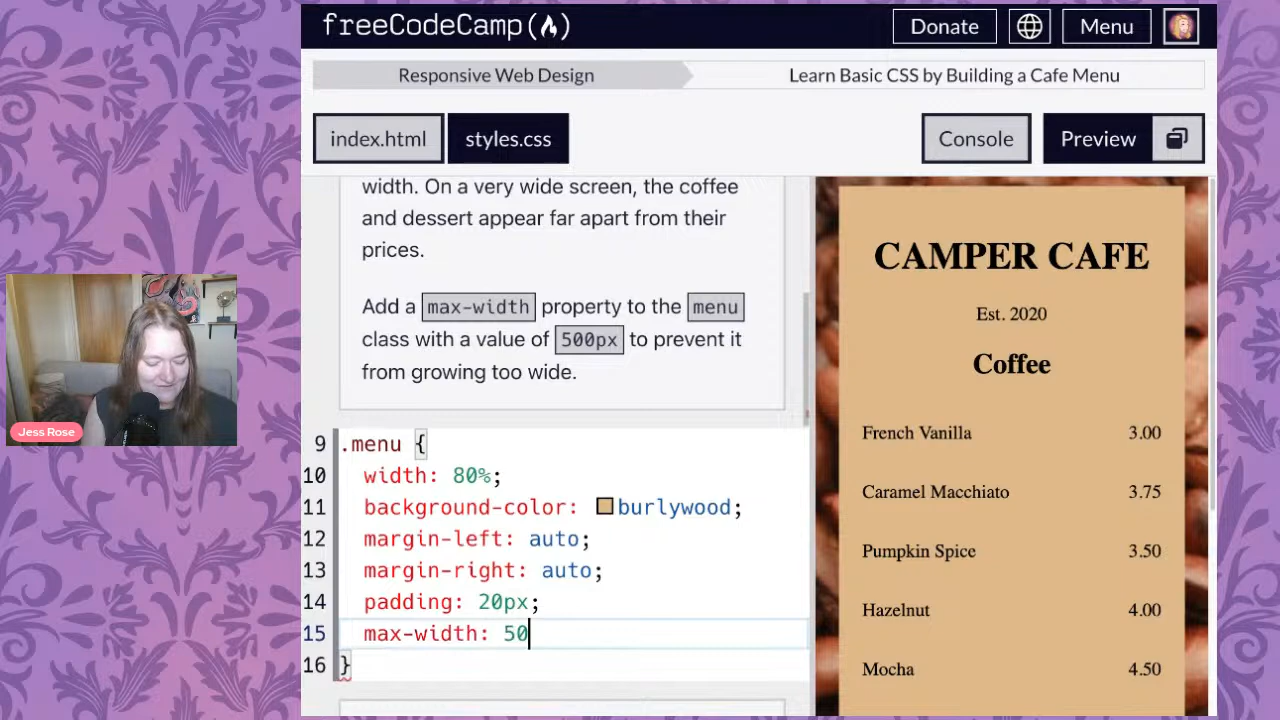 freeCodeCamp(🔥)
Donate
Menu
Responsive Web Design
Learn Basic CSS by Building a Cafe Menu
index.html
styles.css
Console
Preview
width. On a very wide screen, the coffee
and dessert appear far apart from their
prices.
Add a max-width property to the menu
class with a value of 500px to prevent it
from growing too wide.
9 .menu {
10 width: 80%;
11 background-color: burlywood;
12 margin-left: auto;
13 margin-right: auto;
14 padding: 20px;
15 max-width: 50
16 }
CAMPER CAFE
Est. 2020
Coffee
French Vanilla 3.00
Caramel Macchiato 3.75
Pumpkin Spice 3.50
Hazelnut 4.00
Mocha 4.50
Jess Rose